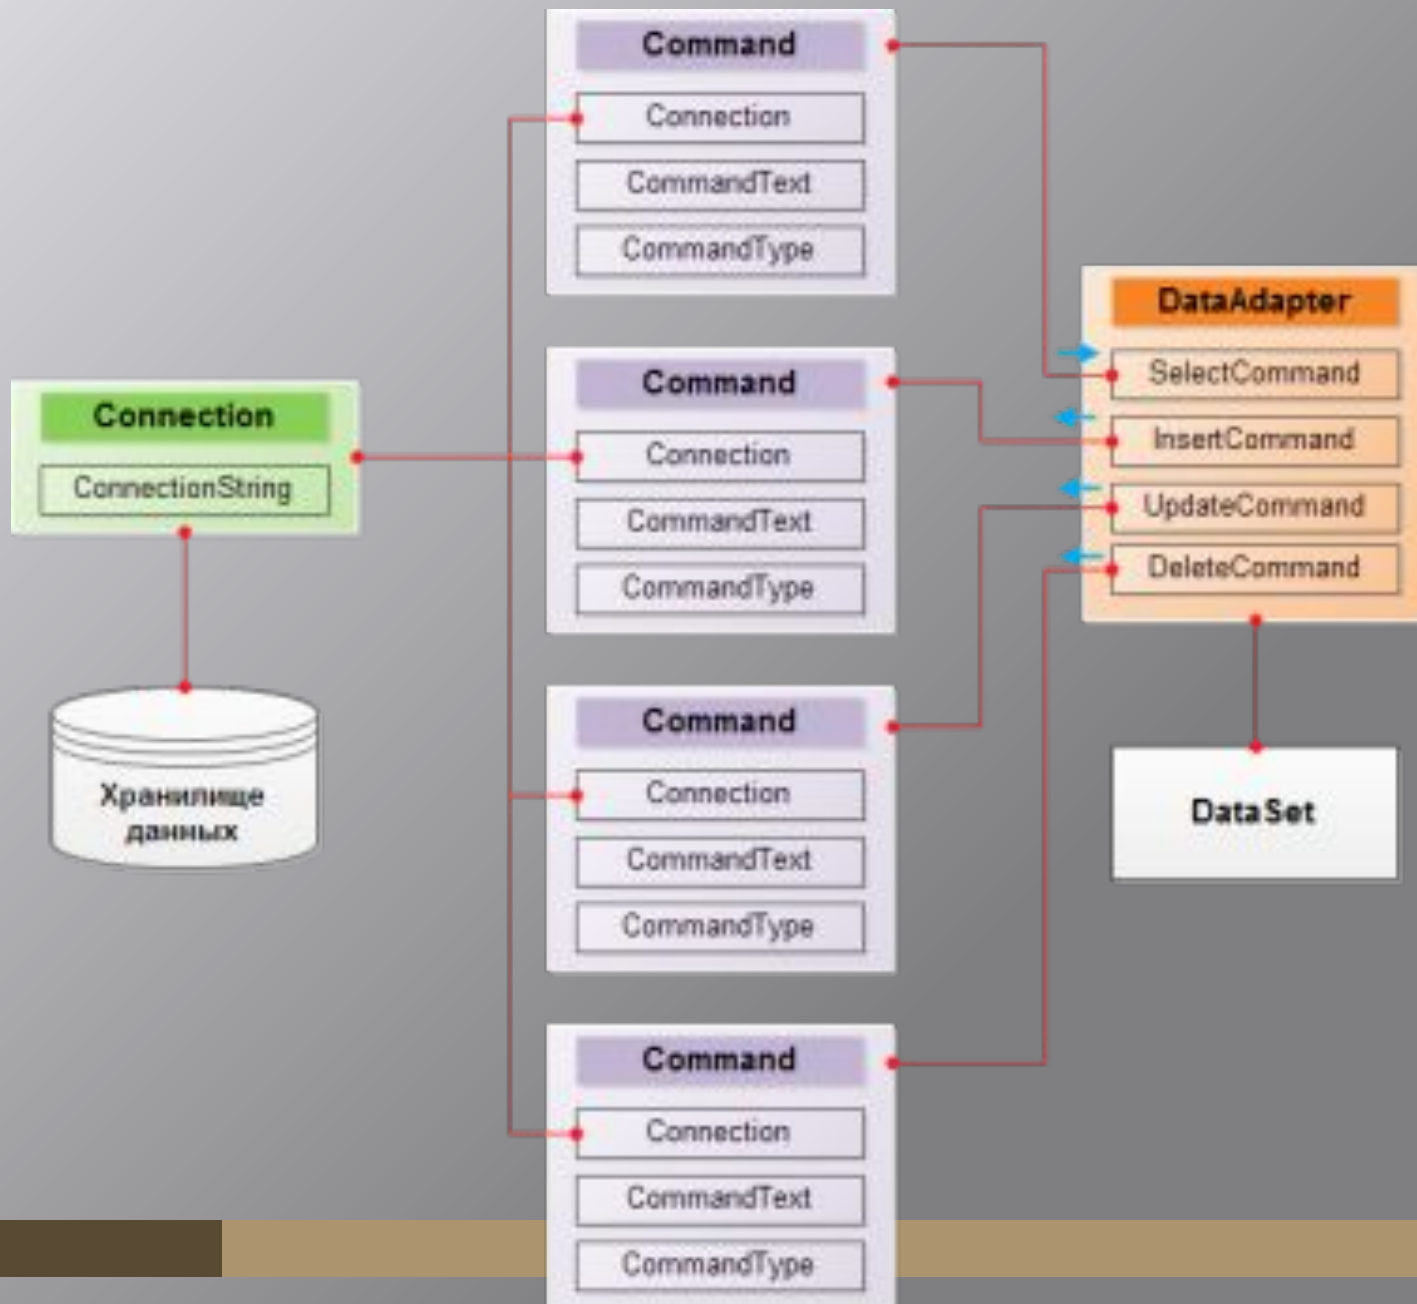 Connection
ConnectionString
Хранилище
данных
Command
Connection
CommandText
CommandType
Command
Connection
CommandText
CommandType
Command
Connection
CommandText
CommandType
Command
Connection
CommandText
CommandType
DataAdapter
SelectCommand
InsertCommand
UpdateCommand
DeleteCommand
DataSet